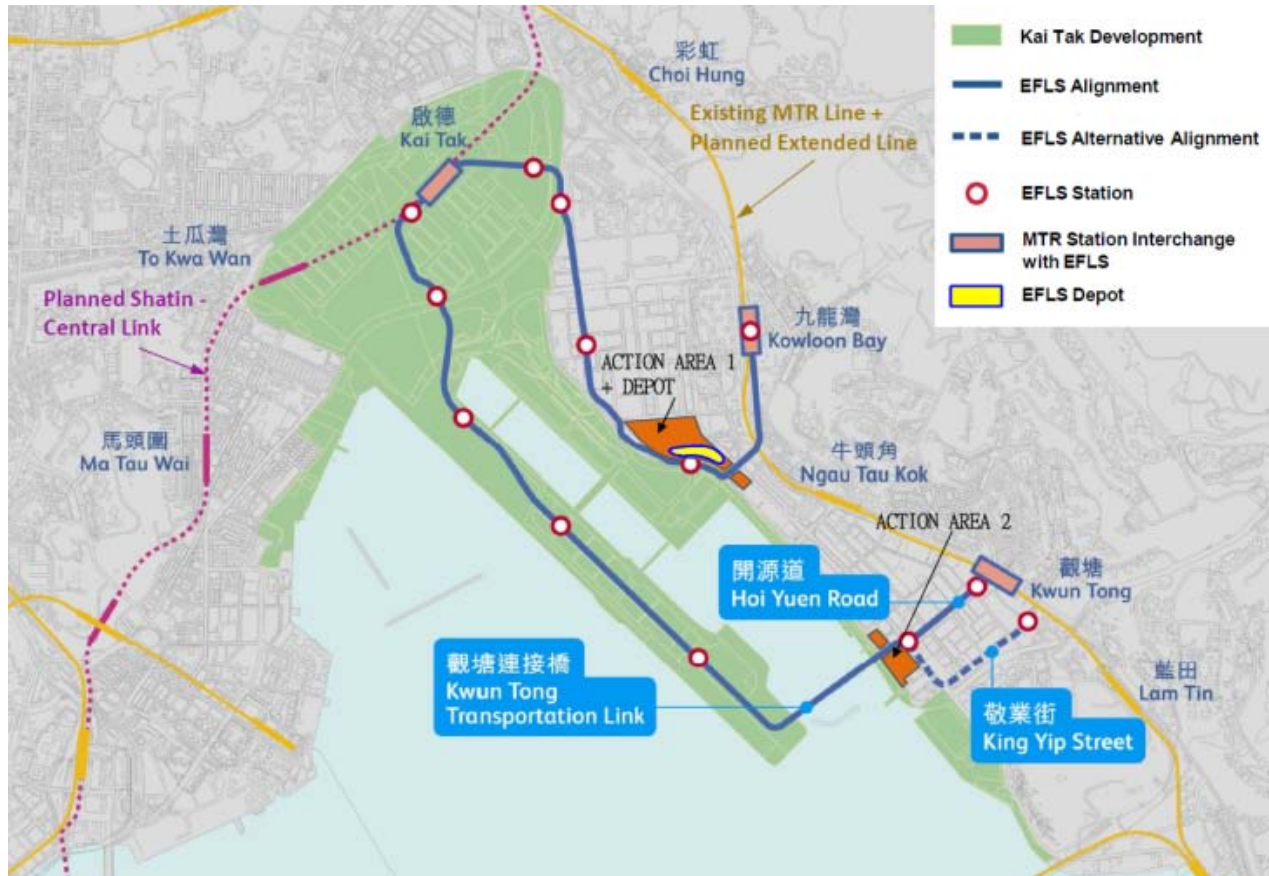 彩虹
Choi Hung
啟德
Kai Tak
Existing MTR Line +
Planned Extended Line
土瓜灣
To Kwa Wan
Planned Shatin -
Central Link
九龍灣
Kowloon Bay
ACTION AREA 1
+ DEPOT
馬頭圍
Ma Tau Wai
牛頭角
Ngau Tau Kok
ACTION AREA 2
開源道
Hoi Yuen Road
觀塘
Kwun Tong
觀塘連接橋
Kwun Tong
Transportation Link
藍田
Lam Tin
敬業街
King Yip Street
Kai Tak Development
EFLS Alignment
EFLS Alternative Alignment
EFLS Station
MTR Station Interchange
with EFLS
EFLS Depot